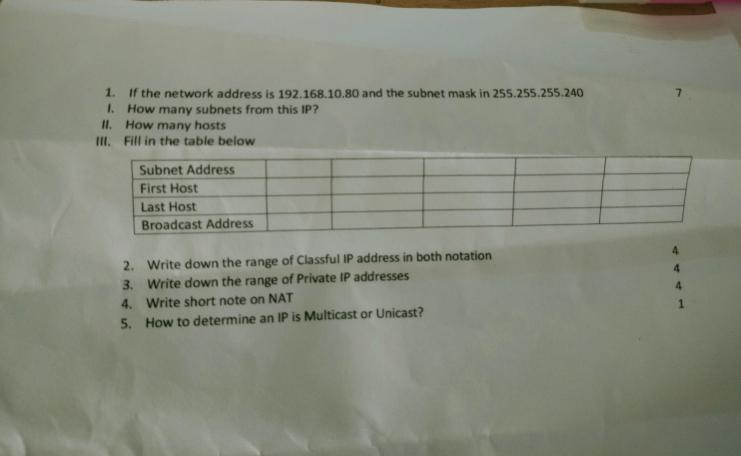 1. If the network address is 192.168.10.80 and the subnet mask in 255.255.255.240 7
I. How many subnets from this IP?
II. How many hosts
III. Fill in the table below
Subnet Address
First Host
Last Host
Broadcast Address
2. Write down the range of Classful IP address in both notation 4
3. Write down the range of Private IP addresses 4
4. Write short note on NAT 4
5. How to determine an IP is Multicast or Unicast? 1